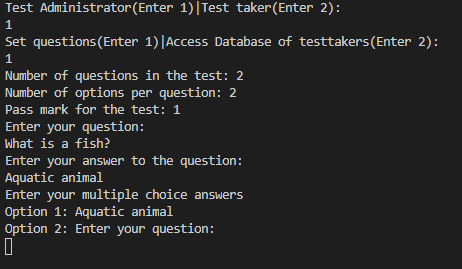 Test Administrator(Enter 1)|Test taker(Enter 2):
1
Set questions(Enter 1)|Access Database of testtakers(Enter 2):
1
Number of questions in the test: 2
Number of options per question: 2
Pass mark for the test: 1
Enter your question:
What is a fish?
Enter your answer to the question:
Aquatic animal
Enter your multiple choice answers
Option 1: Aquatic animal
Option 2: Enter your question: